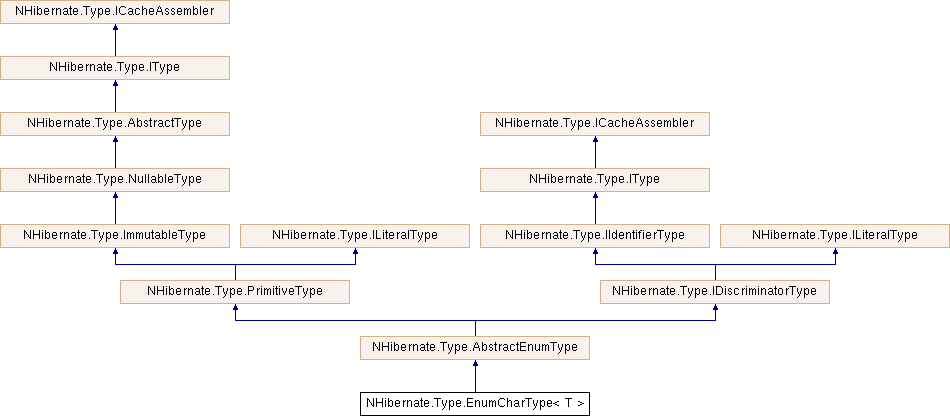 NHibernate.Type.ICacheAssembler
NHibernate.Type.IType
NHibernate.Type.AbstractType
NHibernate.Type.ICacheAssembler
NHibernate.Type.NullableType
NHibernate.Type.IType
NHibernate.Type.ImmutableType
NHibernate.Type.ILiteralType
NHibernate.Type.IIdentifierType
NHibernate.Type.ILiteralType
NHibernate.Type.PrimitiveType
NHibernate.Type.IDiscriminatorType
NHibernate.Type.AbstractEnumType
NHibernate.Type.EnumCharType< T >